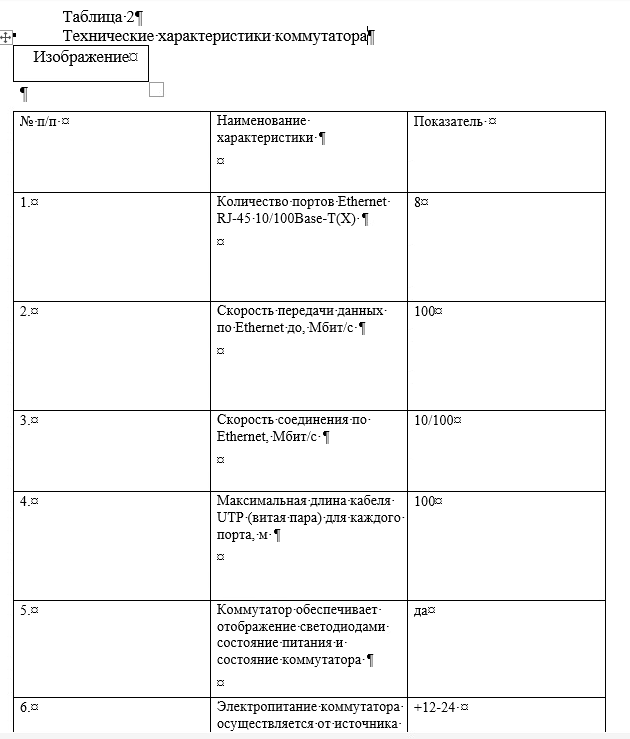 Таблица 2
Технические характеристики коммутатора
Изображение
№ п/п
Наименование
характеристики
Показатель
1.
Количество портов Ethernet
RJ-45 10/100Base-T(X)
8
2.
Скорость передачи данных
по Ethernet до, Мбит/с
100
3.
Скорость соединения по
Ethernet, Мбит/с
10/100
4.
Максимальная длина кабеля
UTP (витая пара) для каждого
порта, м
100
5.
Коммутатор обеспечивает
отображение светодиодами
состояние питания и
состояние коммутатора
да
6.
Электропитание коммутатора
осуществляется от источника
+12-24